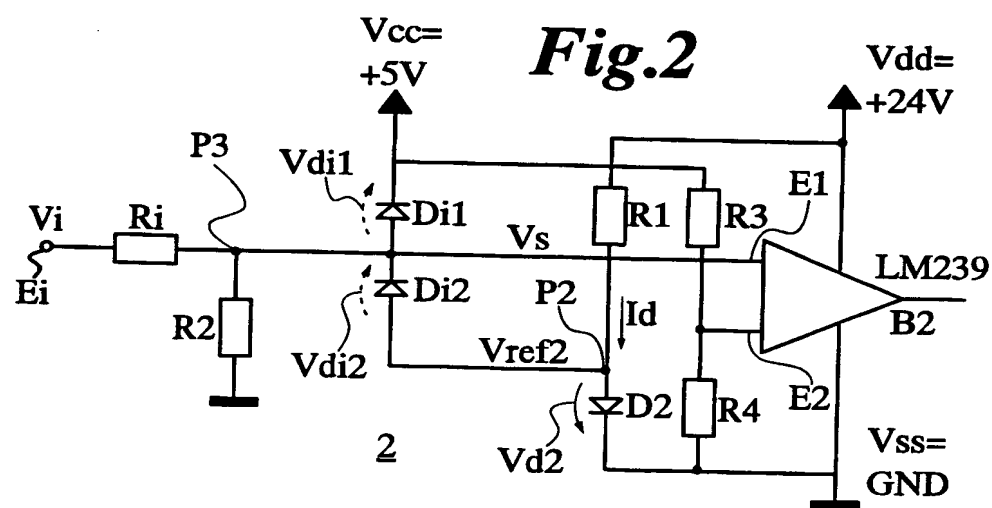 Fig.2
Vcc=
+5V
Vdd=
+24V
P3
Vdi1
Di1
R1
R3
E1
Vi
Ri
Vs
LM239
Ei
Di2
P2
Id
B2
R2
Vdi2
Vref2
D2
R4
E2
2
Vd2
Vss=
GND